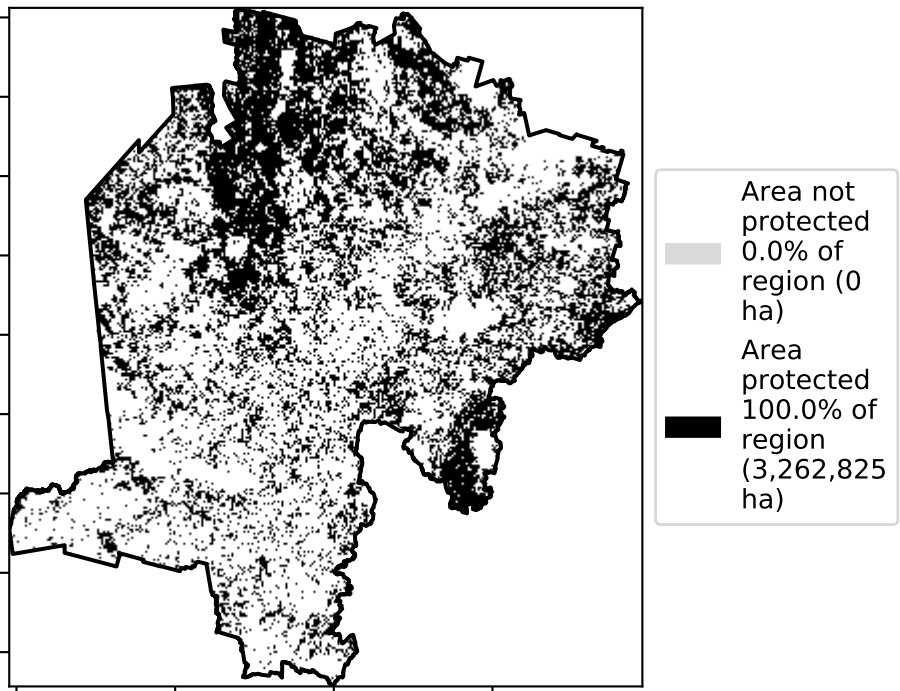 Area not
protected
0.0% of
region (0
ha)
Area
protected
100.0% of
region
(3,262,825
ha)